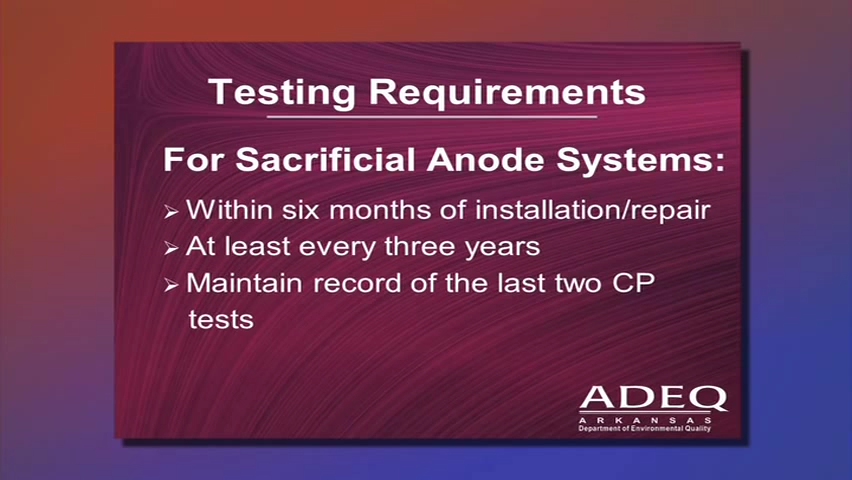 Testing Requirements
For Sacrificial Anode Systems:
➢ Within six months of installation/repair
➢ At least every three years
➢ Maintain record of the last two CP
tests
ADEQ
ARKANSAS
Department of Environmental Quality